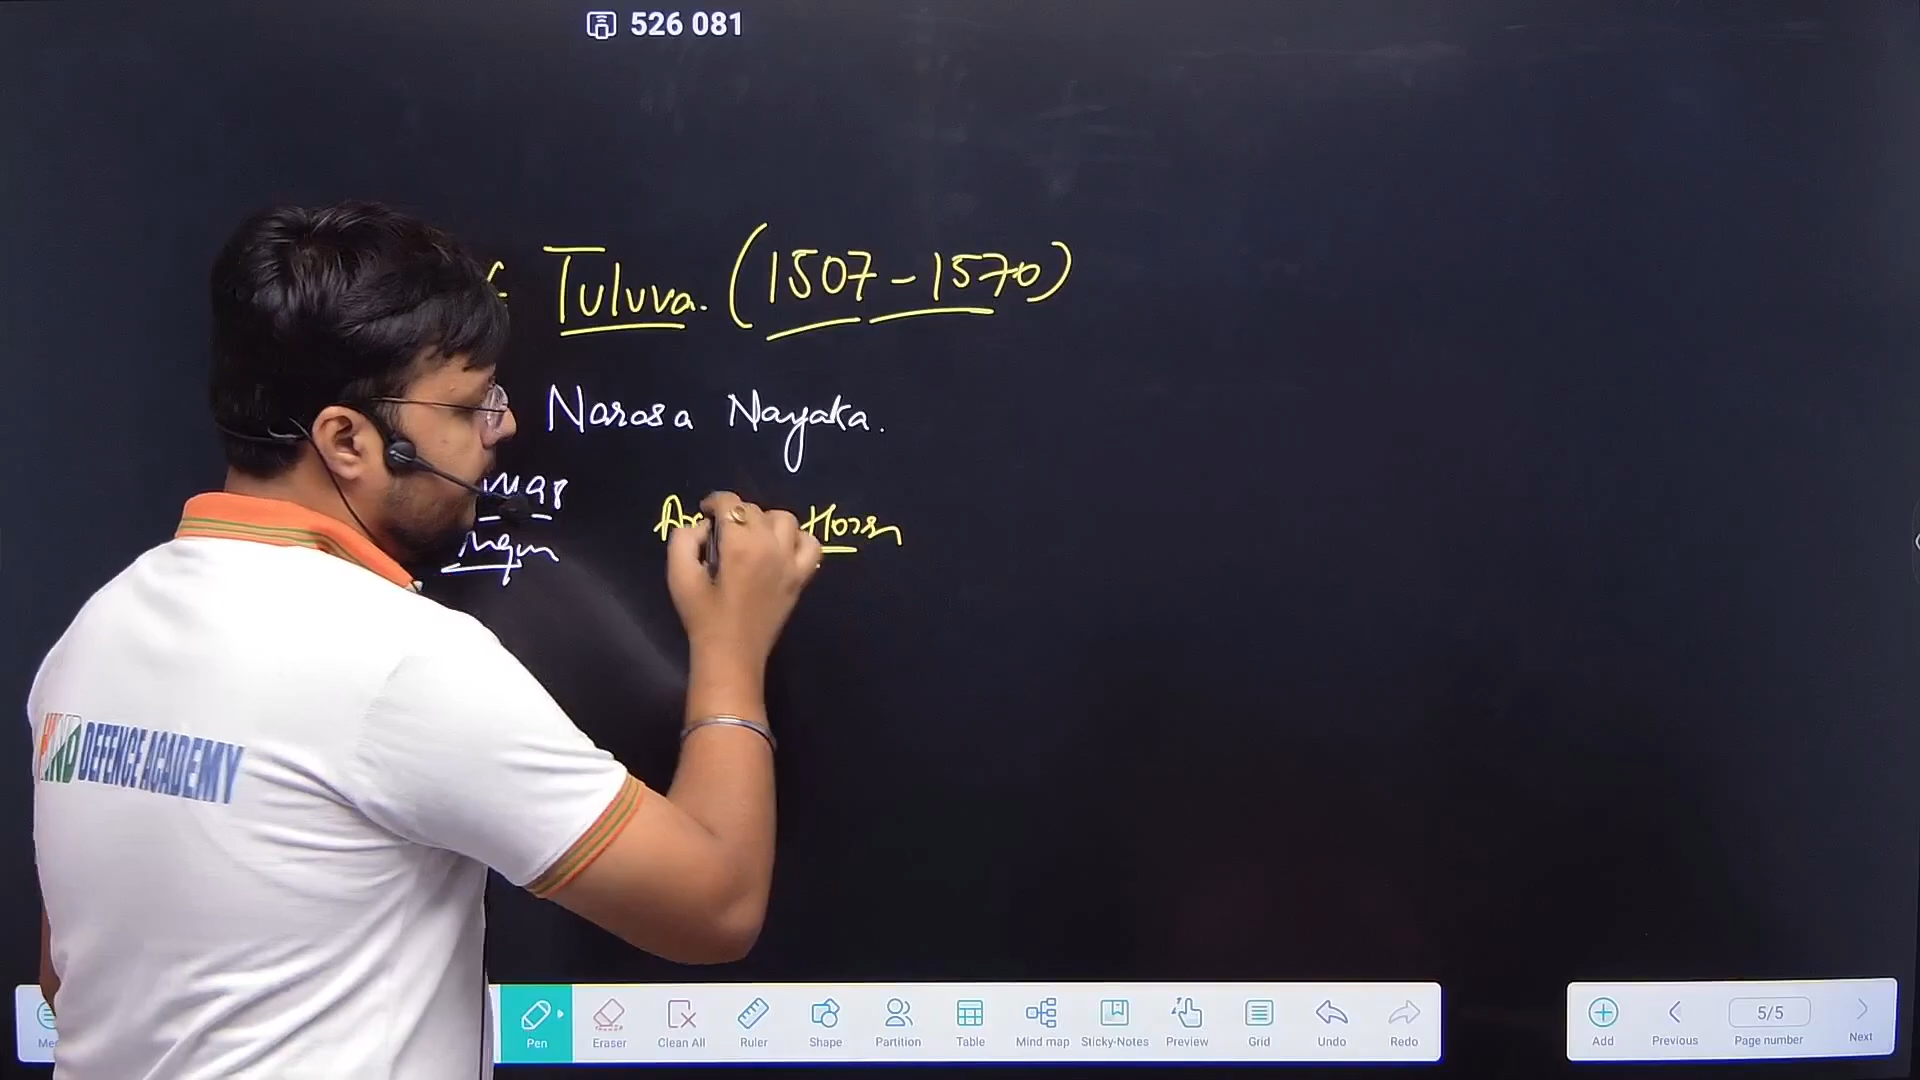 526 081
Tuluva. (1507-1570)
Narasa Nayaka.
Horse
HIND DEFENCE ACADEMY
Pen Eraser Clean All Ruler Shape Partition Table Mind map Sticky-Notes Preview Grid Undo Redo
Add Previous 5/5 Page number Next